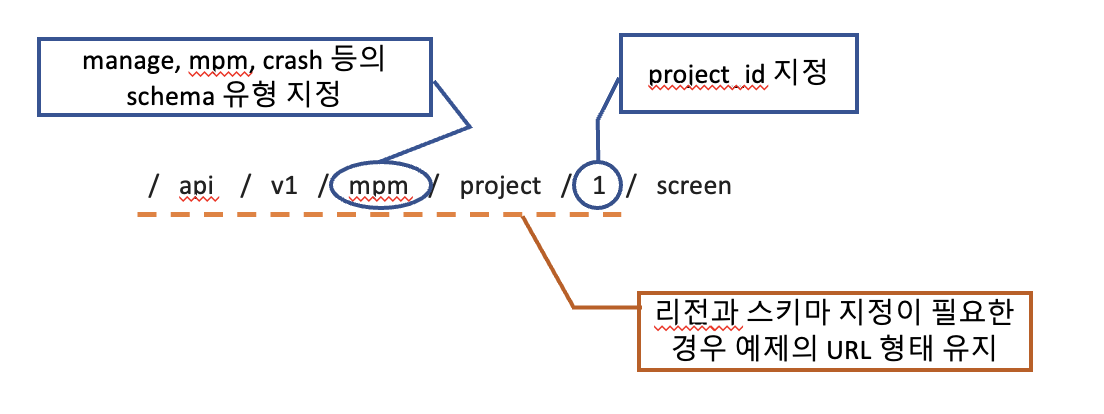 manage, mpm, crash 등의
schema 유형 지정
project_id 지정
/ api / v1 / mpm / project / 1 / screen
리전과 스키마 지정이 필요한
경우 예제의 URL 형태 유지